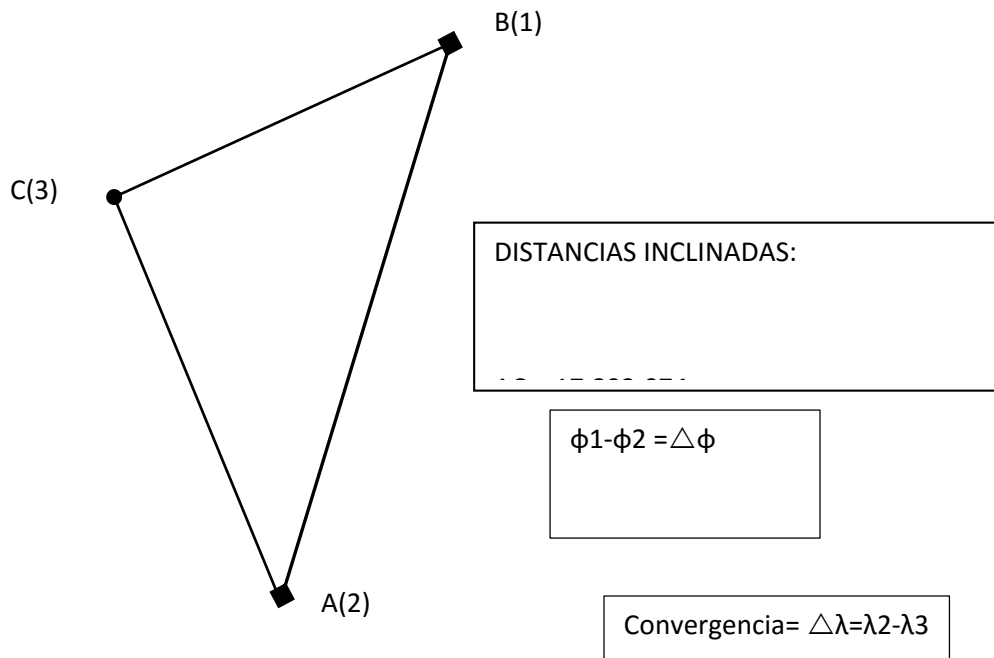 B(1)
C(3)
DISTANCIAS INCLINADAS:
ϕ1-ϕ2 =△ϕ
A(2)
Convergencia= △λ=λ2-λ3